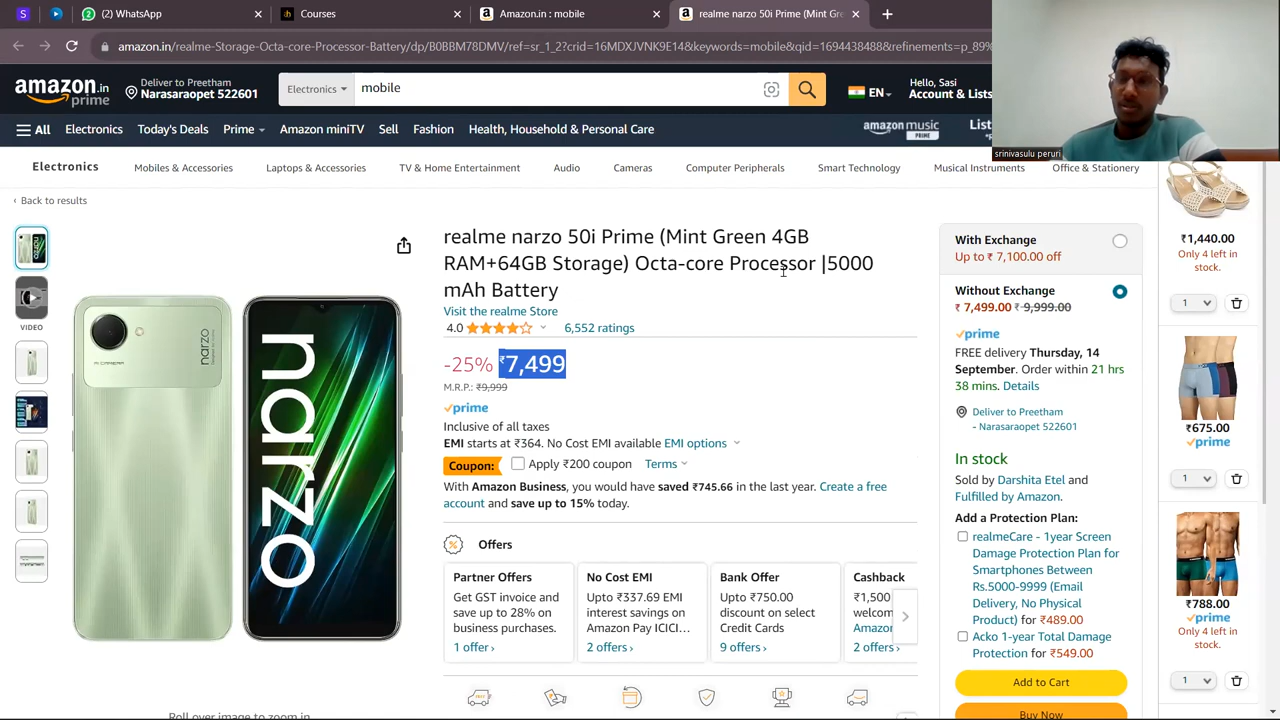 (2) WhatsApp
Courses
Amazon.in : mobile
realme narzo 50i Prime (Mint Gre
amazon.in/realme-Storage-Octa-core-Processor-Battery/dp/B0BBM78DMV/ref=sr_1_2?crid=16MDXJVNK9E14&keywords=mobile&qid=1694438488&refinements=p_89%
amazon.in
prime
Deliver to Preetham
Narasaraopet 522601
Electronics
mobile
EN
Hello, Sasi
Account & Lists
All
Electronics
Today's Deals
Prime
Amazon miniTV
Sell
Fashion
Health, Household & Personal Care
amazon music
PRIME
List
srinivasulu peruri
Electronics
Mobiles & Accessories
Laptops & Accessories
TV & Home Entertainment
Audio
Cameras
Computer Peripherals
Smart Technology
Musical Instruments
Office & Stationery
‹ Back to results
VIDEO
narzo
AI CAMERA
narzo
Roll over image to zoom in
realme narzo 50i Prime (Mint Green 4GB
RAM+64GB Storage) Octa-core Processor |5000
mAh Battery
Visit the realme Store
4.0
6,552 ratings
-25% ₹7,499
M.R.P.: ₹9,999
prime
Inclusive of all taxes
EMI starts at ₹364. No Cost EMI available EMI options
Coupon: Apply ₹200 coupon Terms
With Amazon Business, you would have saved ₹745.66 in the last year. Create a free
account and save up to 15% today.
Offers
Partner Offers
Get GST invoice and
save up to 28% on
business purchases.
1 offer ›
No Cost EMI
Upto ₹337.69 EMI
interest savings on
Amazon Pay ICICI...
2 offers ›
Bank Offer
Upto ₹750.00
discount on select
Credit Cards
9 offers ›
Cashback
₹1,500
welcom
Amazon
2 offers ›
With Exchange
Up to ₹ 7,100.00 off
Without Exchange
₹ 7,499.00 ₹ 9,999.00
prime
FREE delivery Thursday, 14
September. Order within 21 hrs
38 mins. Details
Deliver to Preetham
- Narasaraopet 522601
In stock
Sold by Darshita Etel and
Fulfilled by Amazon.
Add a Protection Plan:
realmeCare - 1year Screen
Damage Protection Plan for
Smartphones Between
Rs.5000-9999 (Email
Delivery, No Physical
Product) for ₹489.00
Acko 1-year Total Damage
Protection for ₹549.00
Add to Cart
Buy Now
₹1,440.00
Only 4 left in
stock.
1
₹675.00
prime
1
₹788.00
prime
Only 4 left in
stock.
1